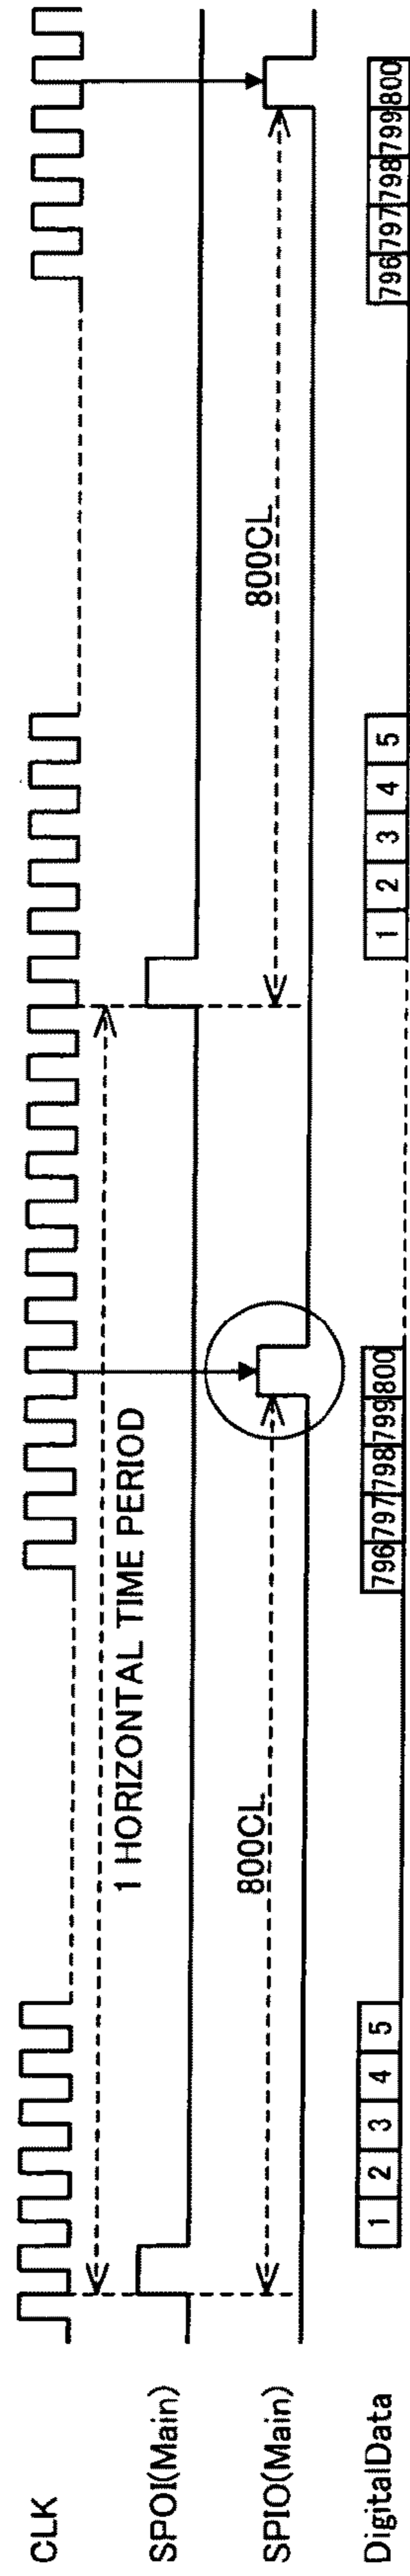 CLK
1 HORIZONTAL TIME PERIOD
SPOI(Main)
800CL
800CL
SPIO(Main)
DigitalData
1 2 3 4 5
796 797 798 799 800
1 2 3 4 5
796 797 798 799 800